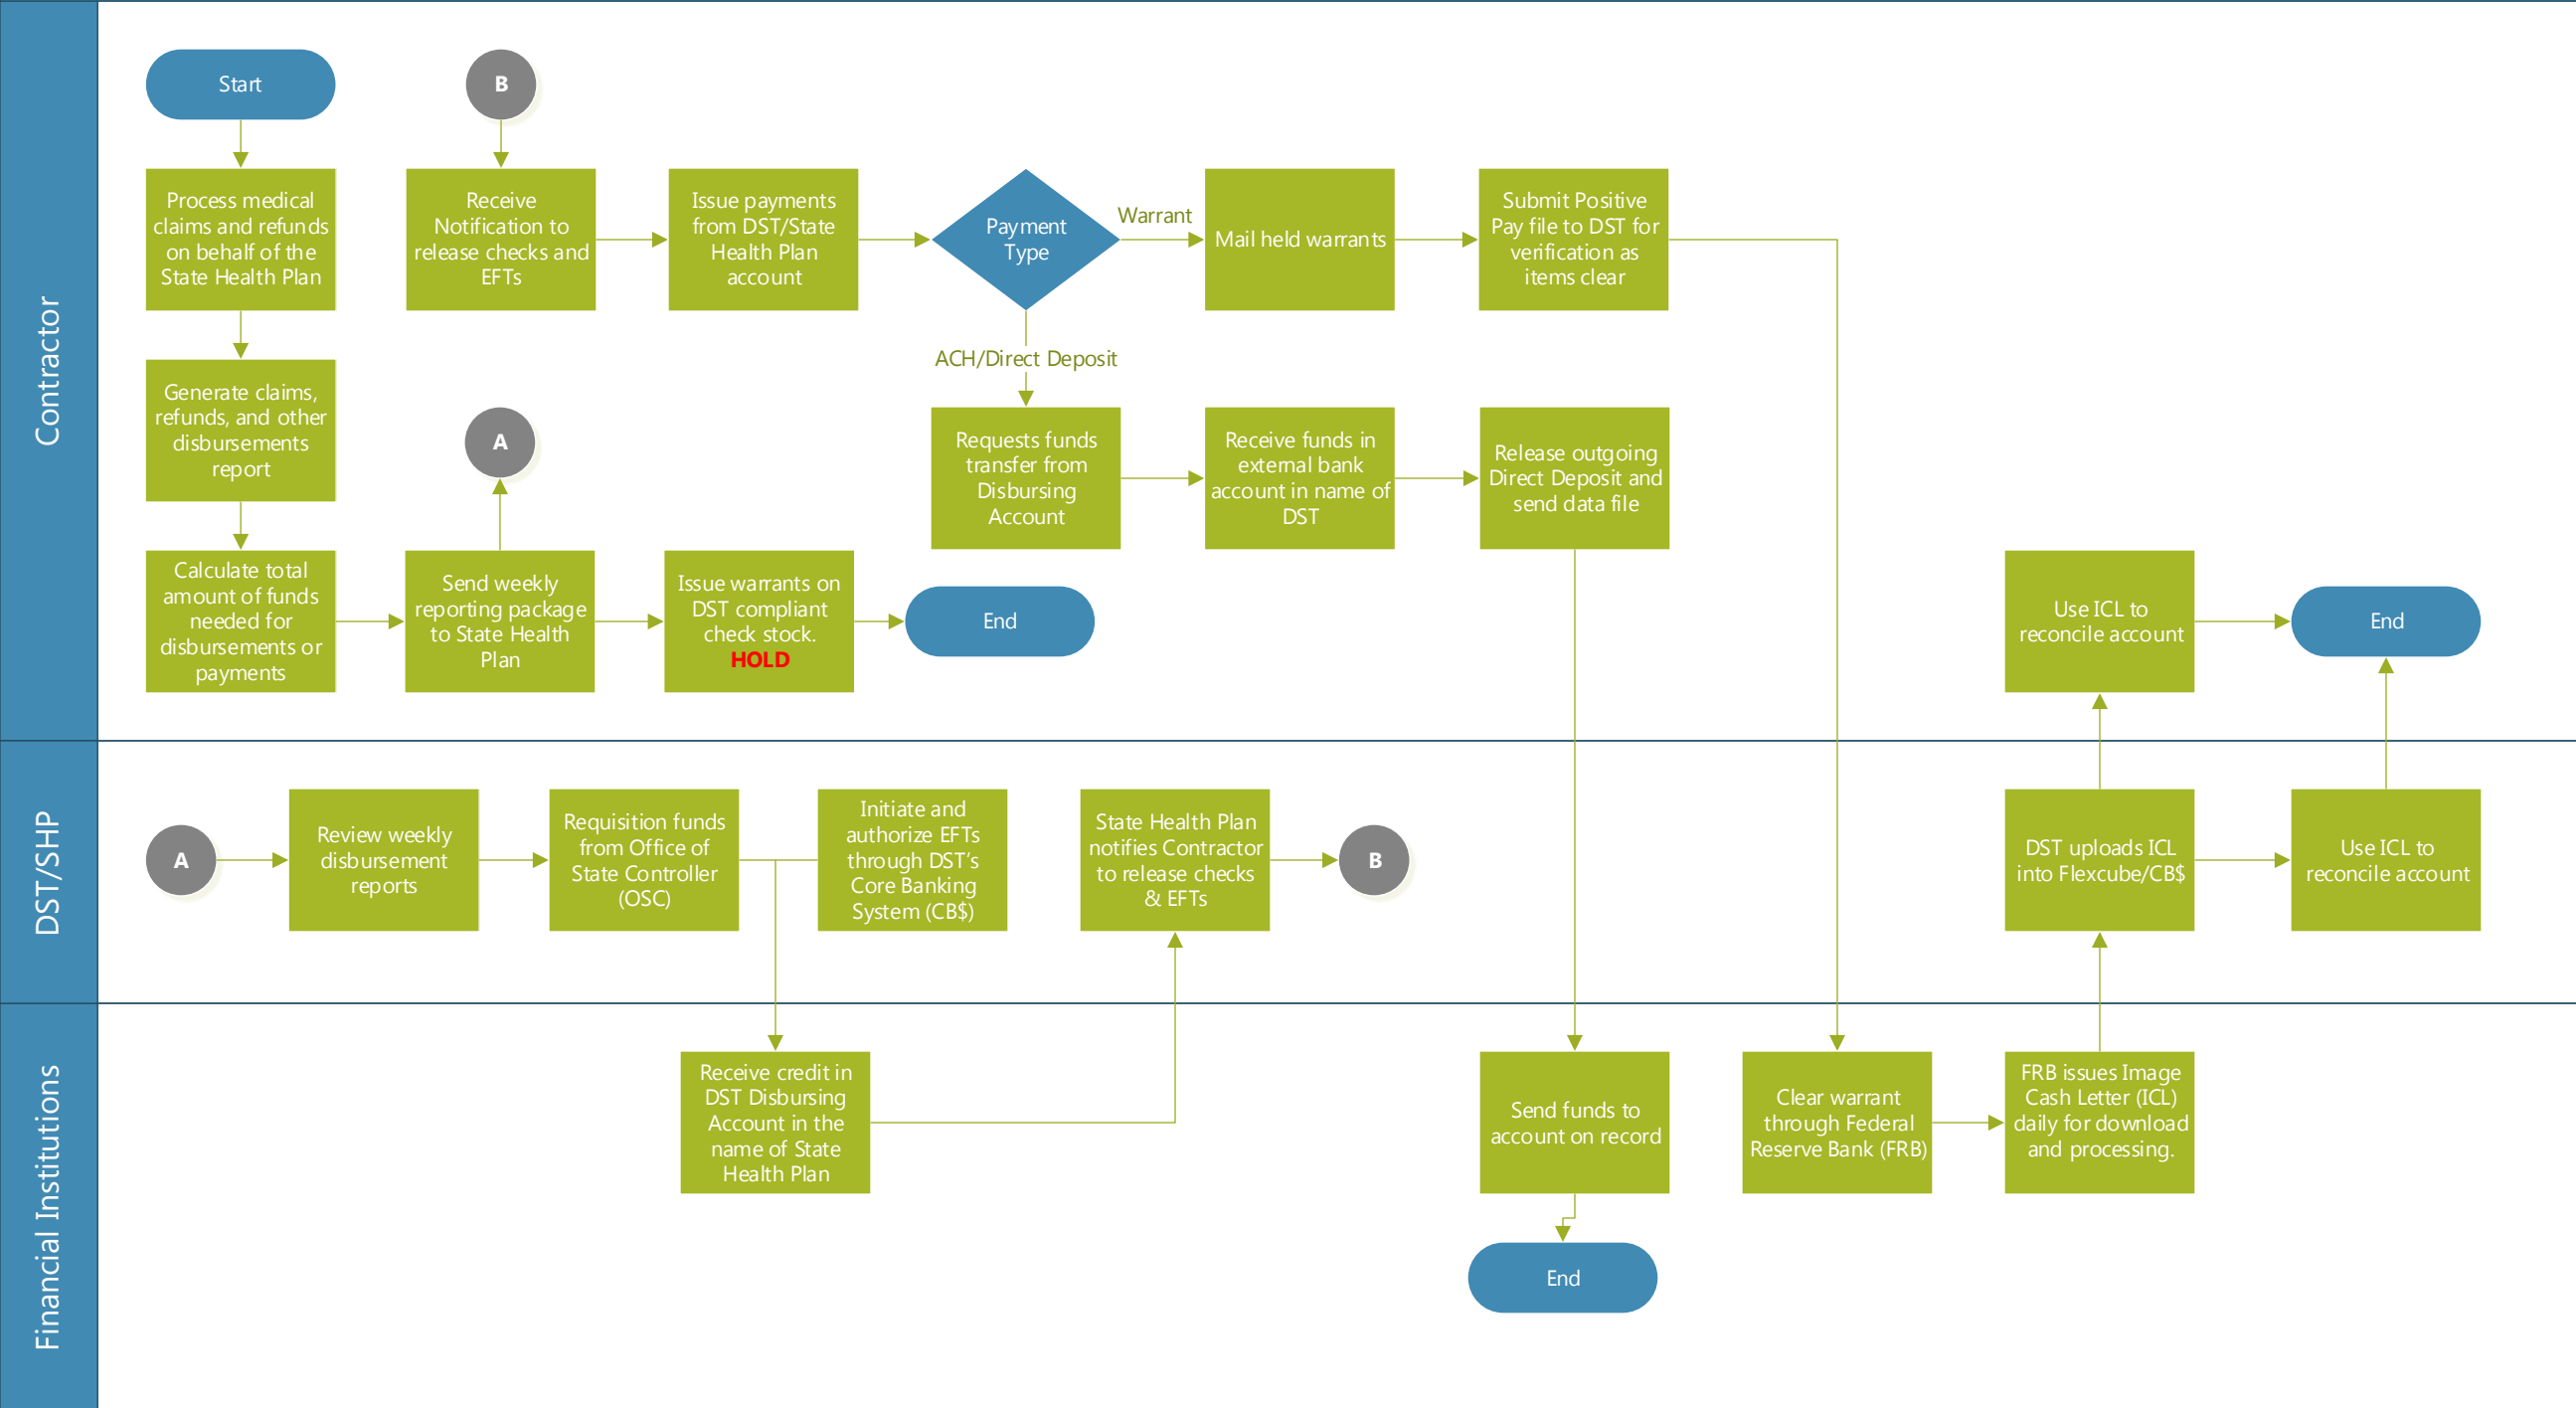 Contractor
Start
B
Process medical
claims and refunds
on behalf of the
State Health Plan
Receive
Notification to
release checks and
EFTs
Issue payments
from DST/State
Health Plan
account
Payment
Type
Warrant
Mail held warrants
Submit Positive
Pay file to DST for
verification as
items clear
ACH/Direct Deposit
Generate claims,
refunds, and other
disbursements
report
A
Requests funds
transfer from
Disbursing
Account
Receive funds in
external bank
account in name of
DST
Release outgoing
Direct Deposit and
send data file
Calculate total
amount of funds
needed for
disbursements or
payments
Send weekly
reporting package
to State Health
Plan
Issue warrants on
DST compliant
check stock.
HOLD
End
Use ICL to
reconcile account
End
DST/SHP
A
Review weekly
disbursement
reports
Requisition funds
from Office of
State Controller
(OSC)
Initiate and
authorize EFTs
through DST’s
Core Banking
System (CB$)
State Health Plan
notifies Contractor
to release checks
& EFTs
B
DST uploads ICL
into Flexcube/CB$
Use ICL to
reconcile account
Financial Institutions
Receive credit in
DST Disbursing
Account in the
name of State
Health Plan
Send funds to
account on record
Clear warrant
through Federal
Reserve Bank (FRB)
FRB issues Image
Cash Letter (ICL)
daily for download
and processing.
End